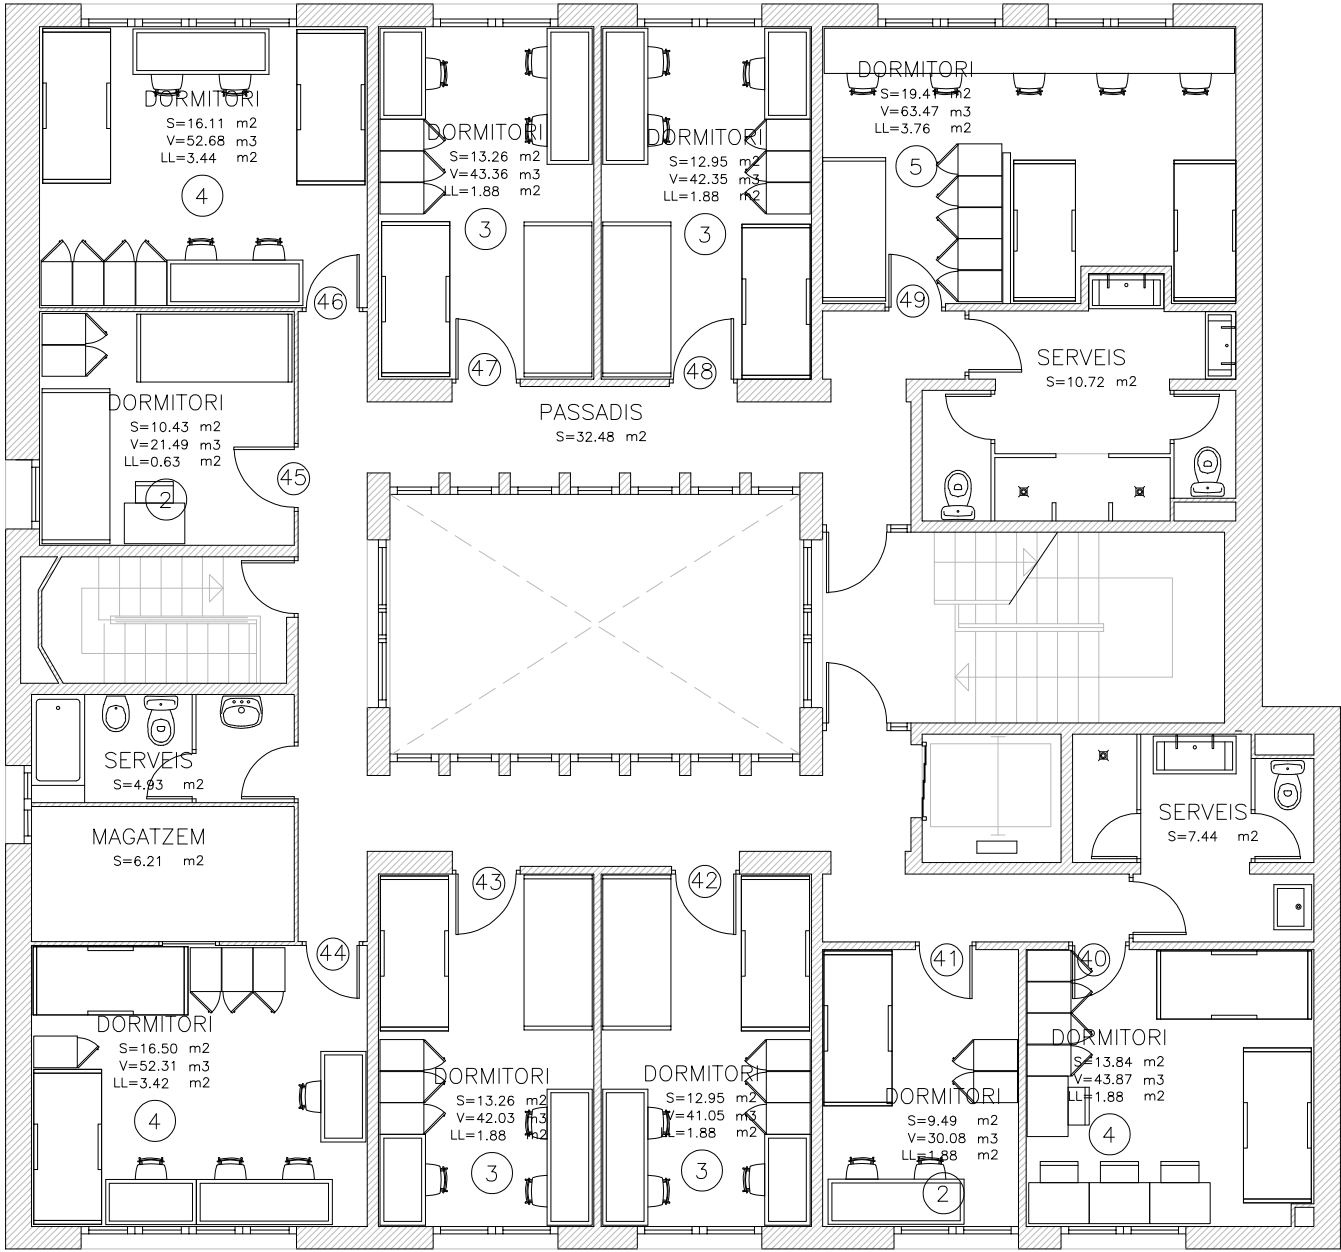 DORMITORI
S=16.11 m2
V=52.68 m3
LL=3.44 m2
4
46
DORMITORI
S=13.26 m2
V=43.36 m3
LL=1.88 m2
3
47
DORMITORI
S=12.95 m2
V=42.35 m3
LL=1.88 m2
3
48
DORMITORI
S=19.41 m2
V=63.47 m3
LL=3.76 m2
5
49
SERVEIS
S=10.72 m2
DORMITORI
S=10.43 m2
V=21.49 m3
LL=0.63 m2
2
45
PASSADIS
S=32.48 m2
SERVEIS
S=4.93 m2
MAGATZEM
S=6.21 m2
SERVEIS
S=7.44 m2
44
DORMITORI
S=16.50 m2
V=52.31 m3
LL=3.42 m2
4
43
DORMITORI
S=13.26 m2
V=42.03 m3
LL=1.88 m2
3
42
DORMITORI
S=12.95 m2
V=41.05 m3
LL=1.88 m2
3
41
DORMITORI
S=9.49 m2
V=30.08 m3
LL=1.88 m2
2
40
DORMITORI
S=13.84 m2
V=43.87 m3
LL=1.88 m2
4